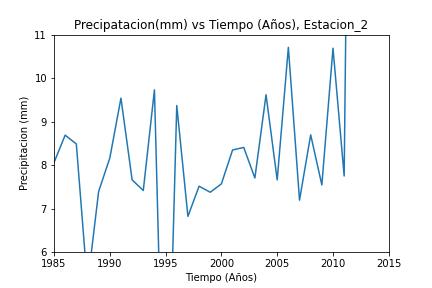 Precipatacion(mm) vs Tiempo (Años), Estacion_2
Precipitacion (mm)
11
10
9
8
7
6
1985 1990 1995 2000 2005 2010 2015
Tiempo (Años)